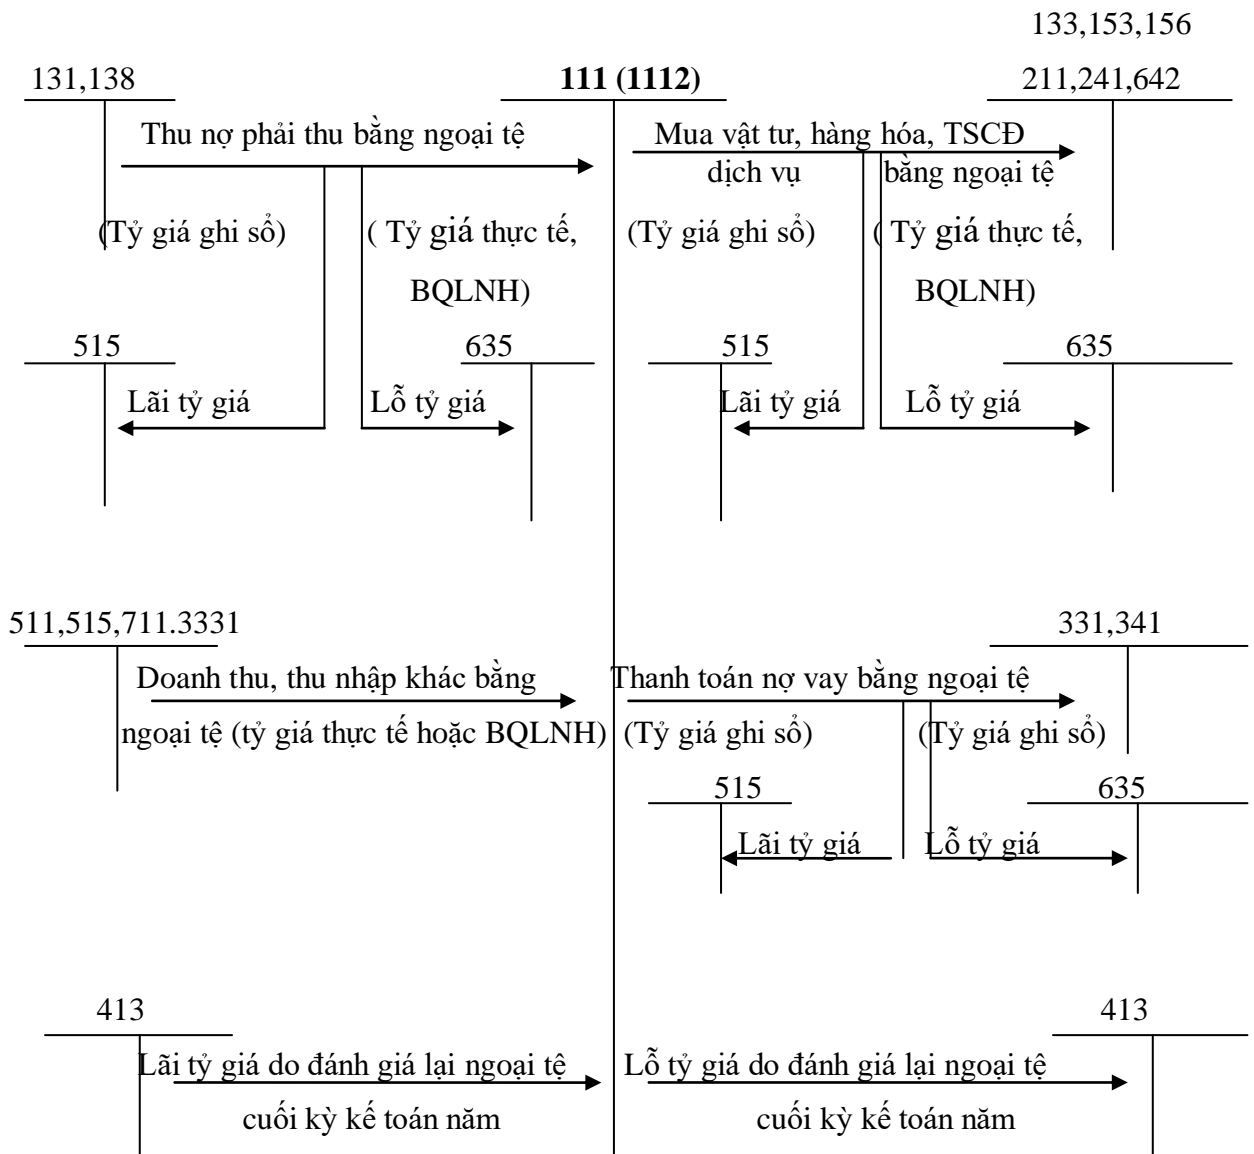 133,153,156
131,138
111 (1112)
211,241,642
Thu nợ phải thu bằng ngoại tệ
Mua vật tư, hàng hóa, TSCĐ
dịch vụ
bằng ngoại tệ
(Tỷ giá ghi sổ)
( Tỷ giá thực tế,
(Tỷ giá ghi sổ)
( Tỷ giá thực tế,
BQLNH)
BQLNH)
515
635
515
635
Lãi tỷ giá
Lỗ tỷ giá
Lãi tỷ giá
Lỗ tỷ giá
511,515,711.3331
331,341
Doanh thu, thu nhập khác bằng
Thanh toán nợ vay bằng ngoại tệ
ngoại tệ (tỷ giá thực tế hoặc BQLNH)
(Tỷ giá ghi sổ)
(Tỷ giá ghi sổ)
515
635
Lãi tỷ giá
Lỗ tỷ giá
413
413
Lãi tỷ giá do đánh giá lại ngoại tệ
Lỗ tỷ giá do đánh giá lại ngoại tệ
cuối kỳ kế toán năm
cuối kỳ kế toán năm